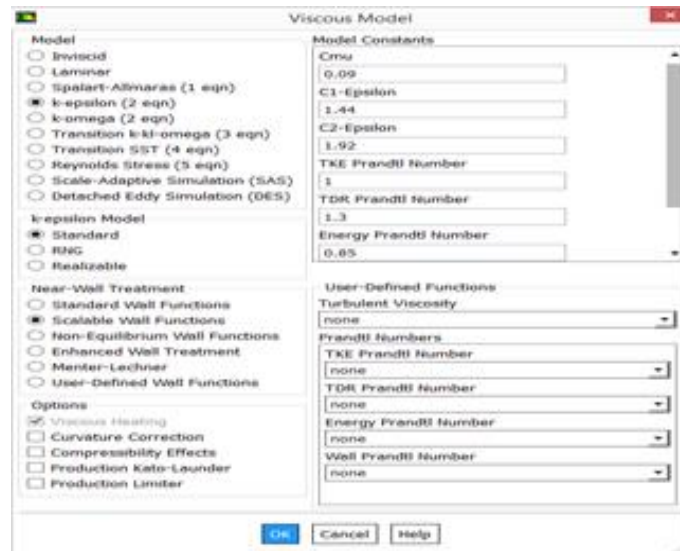 Viscous Model
Model
Inviscid
Laminar
Spalart-Allmaras (1 eqn)
k-epsilon (2 eqn)
k-omega (2 eqn)
Transition k-kl-omega (3 eqn)
Transition SST (4 eqn)
Reynolds Stress (5 eqn)
Scale-Adaptive Simulation (SAS)
Detached Eddy Simulation (DES)
k-epsilon Model
Standard
RNG
Realizable
Near-Wall Treatment
Standard Wall Functions
Scalable Wall Functions
Non-Equilibrium Wall Functions
Enhanced Wall Treatment
Menter-Lechner
User-Defined Wall Functions
Options
Viscous Heating
Curvature Correction
Compressibility Effects
Production Kato-Launder
Production Limiter
Model Constants
Cmu
0.09
C1-Epsilon
1.44
C2-Epsilon
1.92
TKE Prandtl Number
1
TDR Prandtl Number
1.3
Energy Prandtl Number
0.85
User-Defined Functions
Turbulent Viscosity
none
Prandtl Numbers
TKE Prandtl Number
none
TDR Prandtl Number
none
Energy Prandtl Number
none
Wall Prandtl Number
none
OK Cancel Help